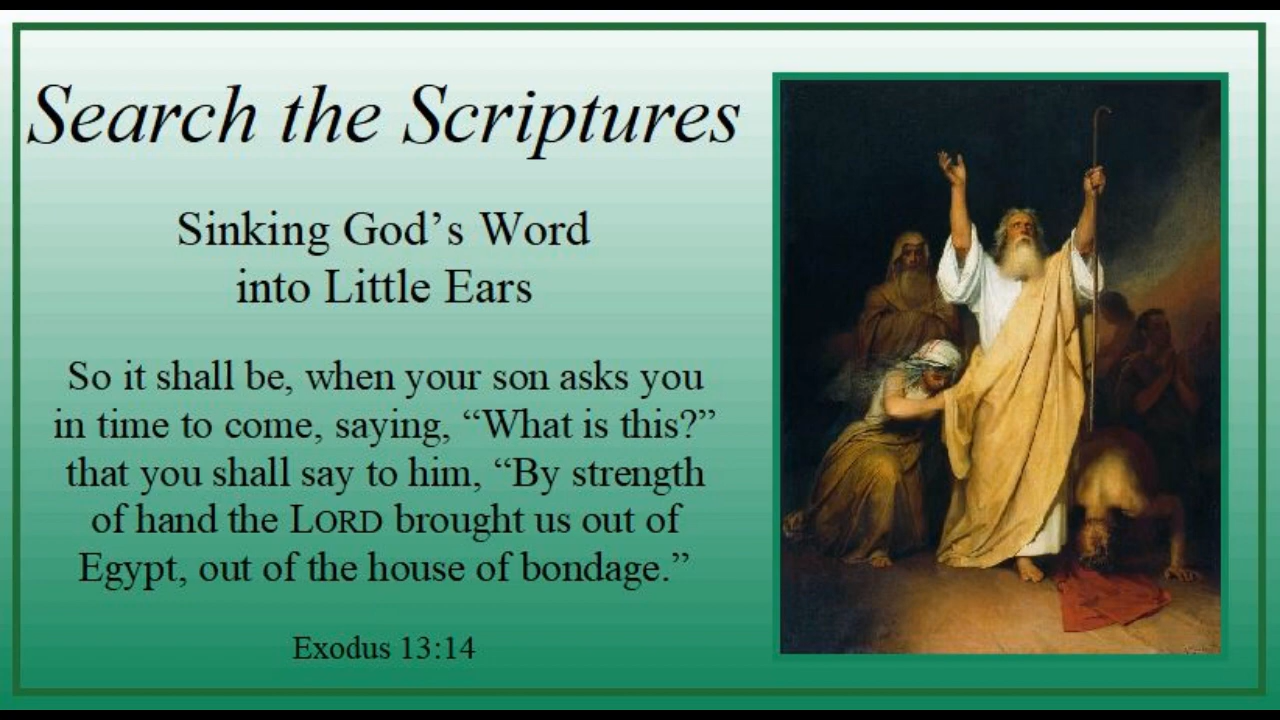 Search the Scriptures
Sinking God’s Word
into Little Ears
So it shall be, when your son asks you
in time to come, saying, “What is this?”
that you shall say to him, “By strength
of hand the LORD brought us out of
Egypt, out of the house of bondage.”
Exodus 13:14